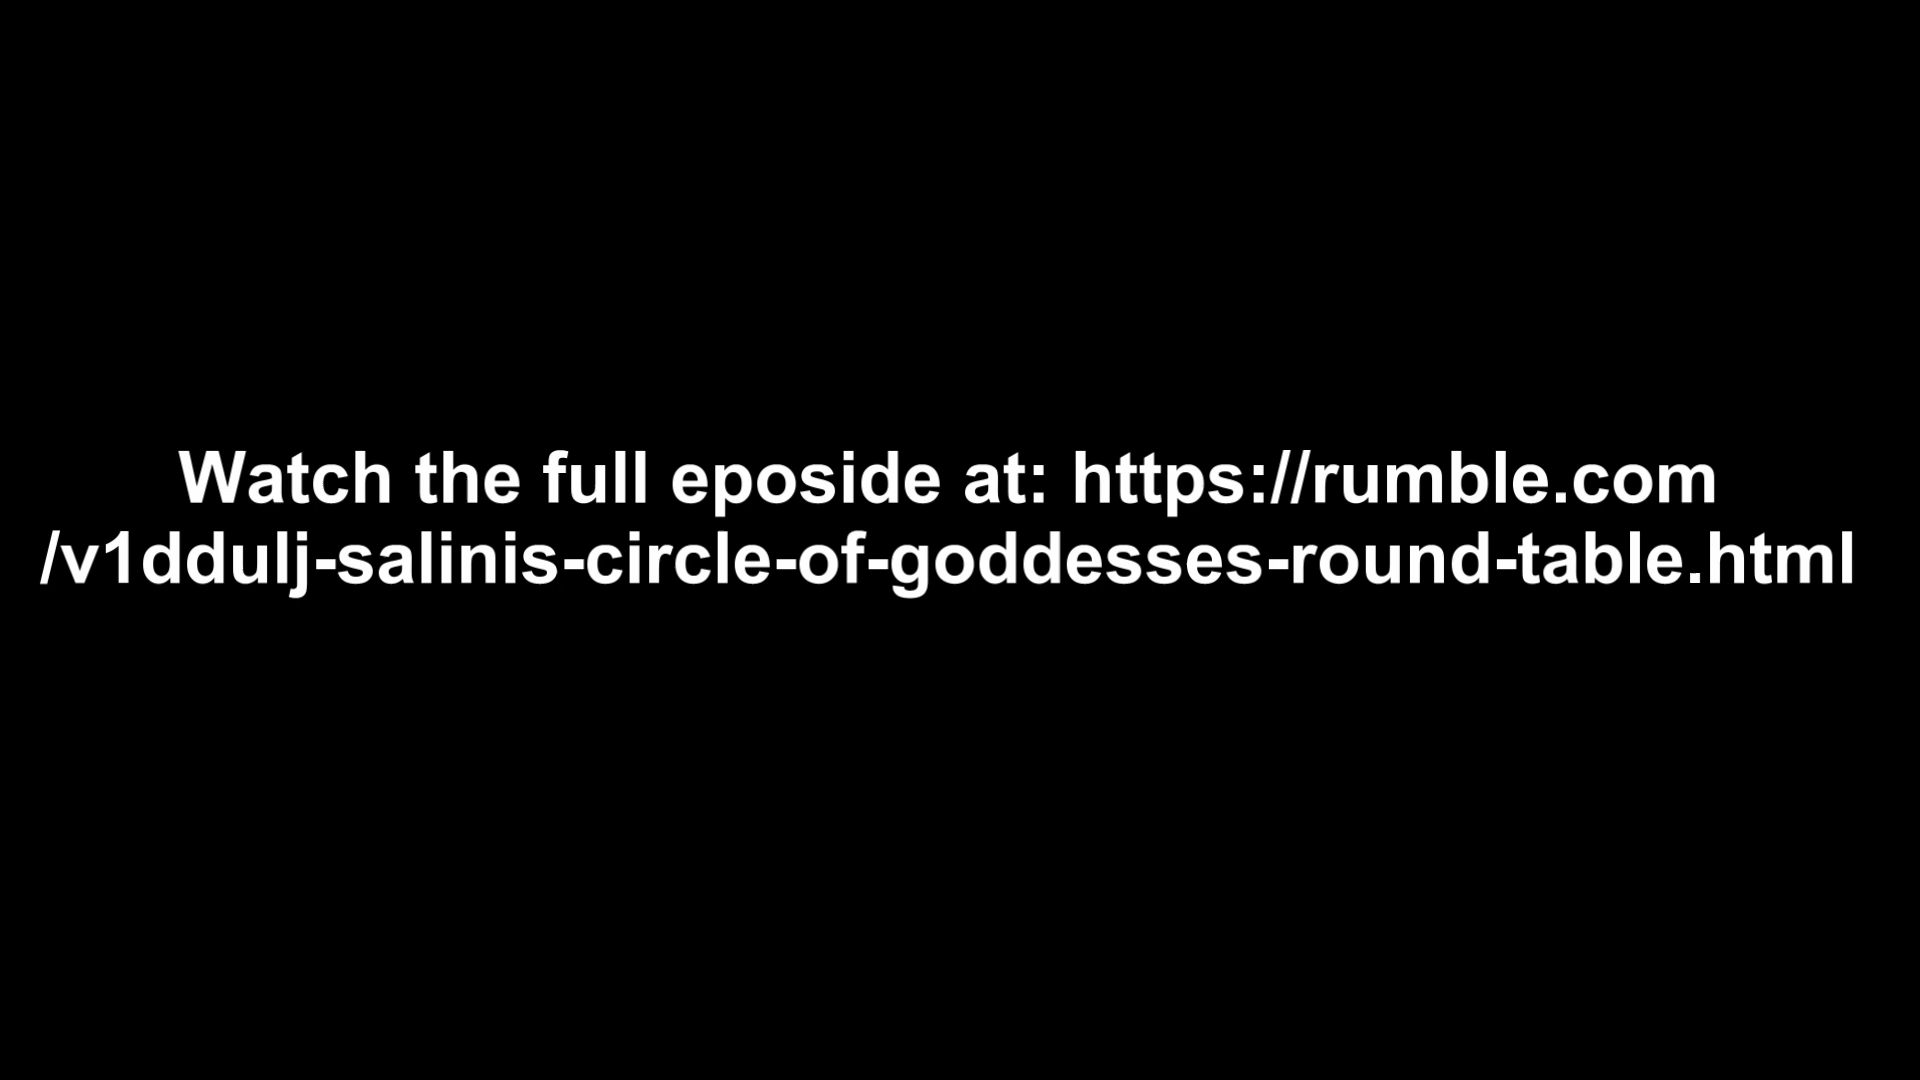 Watch the full eposide at: https://rumble.com
/v1ddulj-salinis-circle-of-goddesses-round-table.html